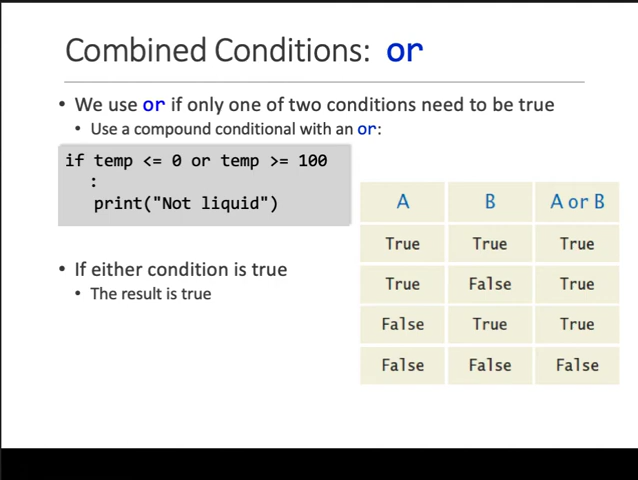 Combined Conditions: or
• We use or if only one of two conditions need to be true
• Use a compound conditional with an or:
if temp <= 0 or temp >= 100
:
print("Not liquid")
• If either condition is true
• The result is true
A B A or B
True True True
True False True
False True True
False False False